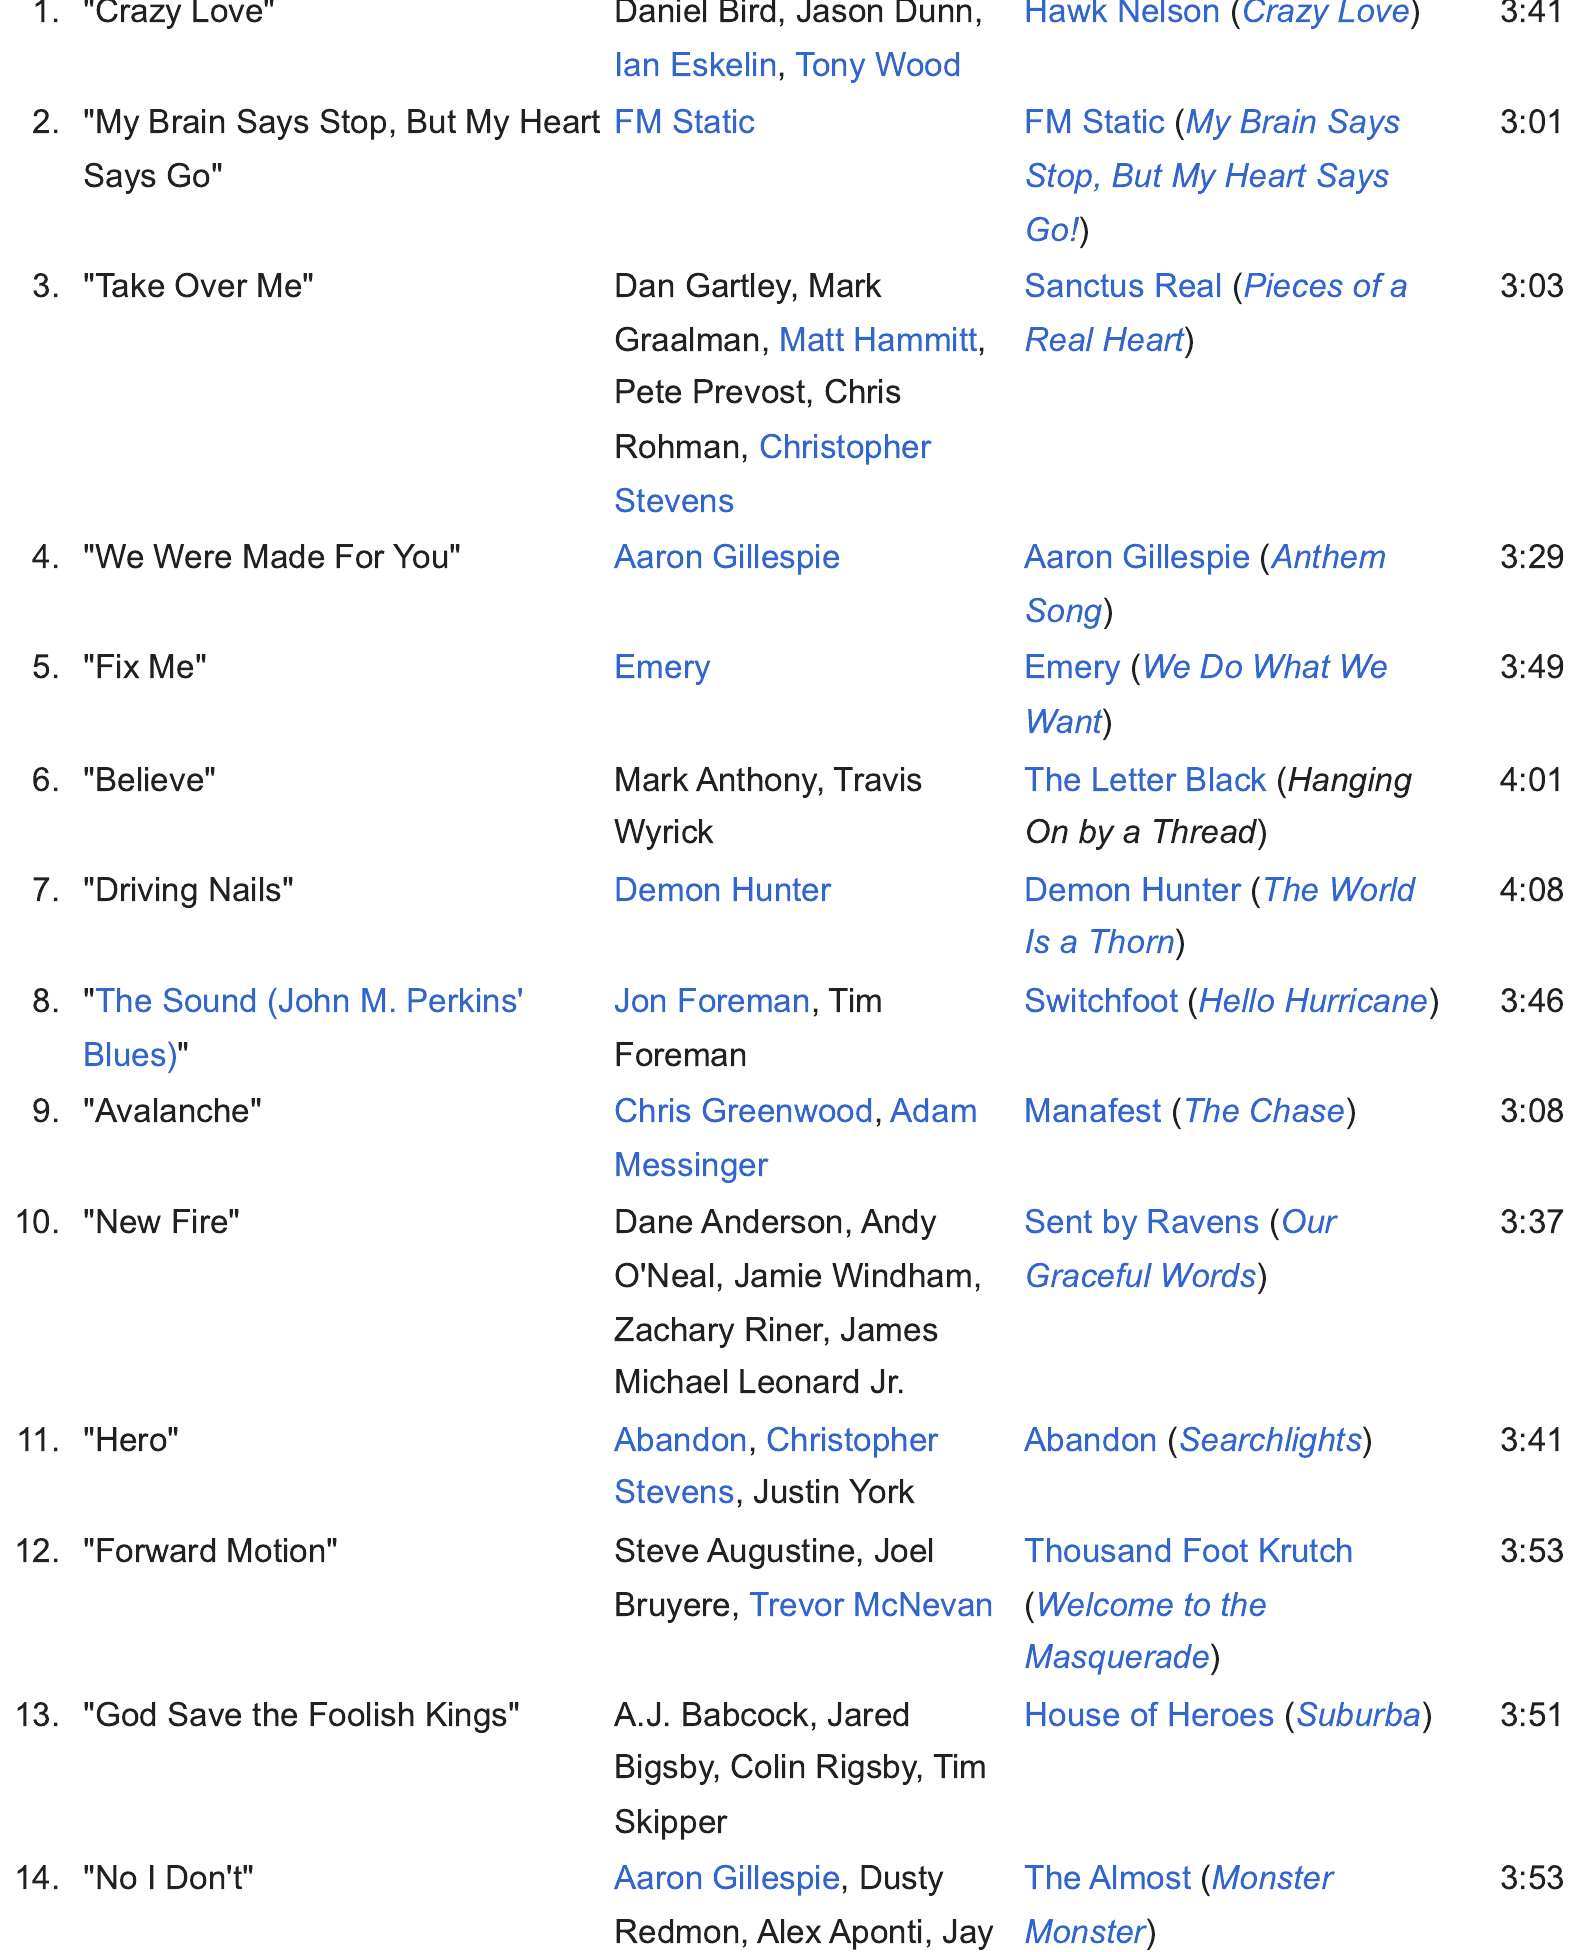 1. "Crazy Love" Daniel Bird, Jason Dunn, Hawk Nelson (Crazy Love) 3:41
Ian Eskelin, Tony Wood
2. "My Brain Says Stop, But My Heart FM Static FM Static (My Brain Says 3:01
Says Go" Stop, But My Heart Says
Go!)
3. "Take Over Me" Dan Gartley, Mark Sanctus Real (Pieces of a 3:03
Graalman, Matt Hammitt, Real Heart)
Pete Prevost, Chris
Rohman, Christopher
Stevens
4. "We Were Made For You" Aaron Gillespie Aaron Gillespie (Anthem 3:29
Song)
5. "Fix Me" Emery Emery (We Do What We 3:49
Want)
6. "Believe" Mark Anthony, Travis The Letter Black (Hanging 4:01
Wyrick On by a Thread)
7. "Driving Nails" Demon Hunter Demon Hunter (The World 4:08
Is a Thorn)
8. "The Sound (John M. Perkins' Jon Foreman, Tim Switchfoot (Hello Hurricane) 3:46
Blues)" Foreman
9. "Avalanche" Chris Greenwood, Adam Manafest (The Chase) 3:08
Messinger
10. "New Fire" Dane Anderson, Andy Sent by Ravens (Our 3:37
O'Neal, Jamie Windham, Graceful Words)
Zachary Riner, James
Michael Leonard Jr.
11. "Hero" Abandon, Christopher Abandon (Searchlights) 3:41
Stevens, Justin York
12. "Forward Motion" Steve Augustine, Joel Thousand Foot Krutch 3:53
Bruyere, Trevor McNevan (Welcome to the
Masquerade)
13. "God Save the Foolish Kings" A.J. Babcock, Jared House of Heroes (Suburba) 3:51
Bigsby, Colin Rigsby, Tim
Skipper
14. "No I Don't" Aaron Gillespie, Dusty The Almost (Monster 3:53
Redmon, Alex Aponti, Jay Monster)